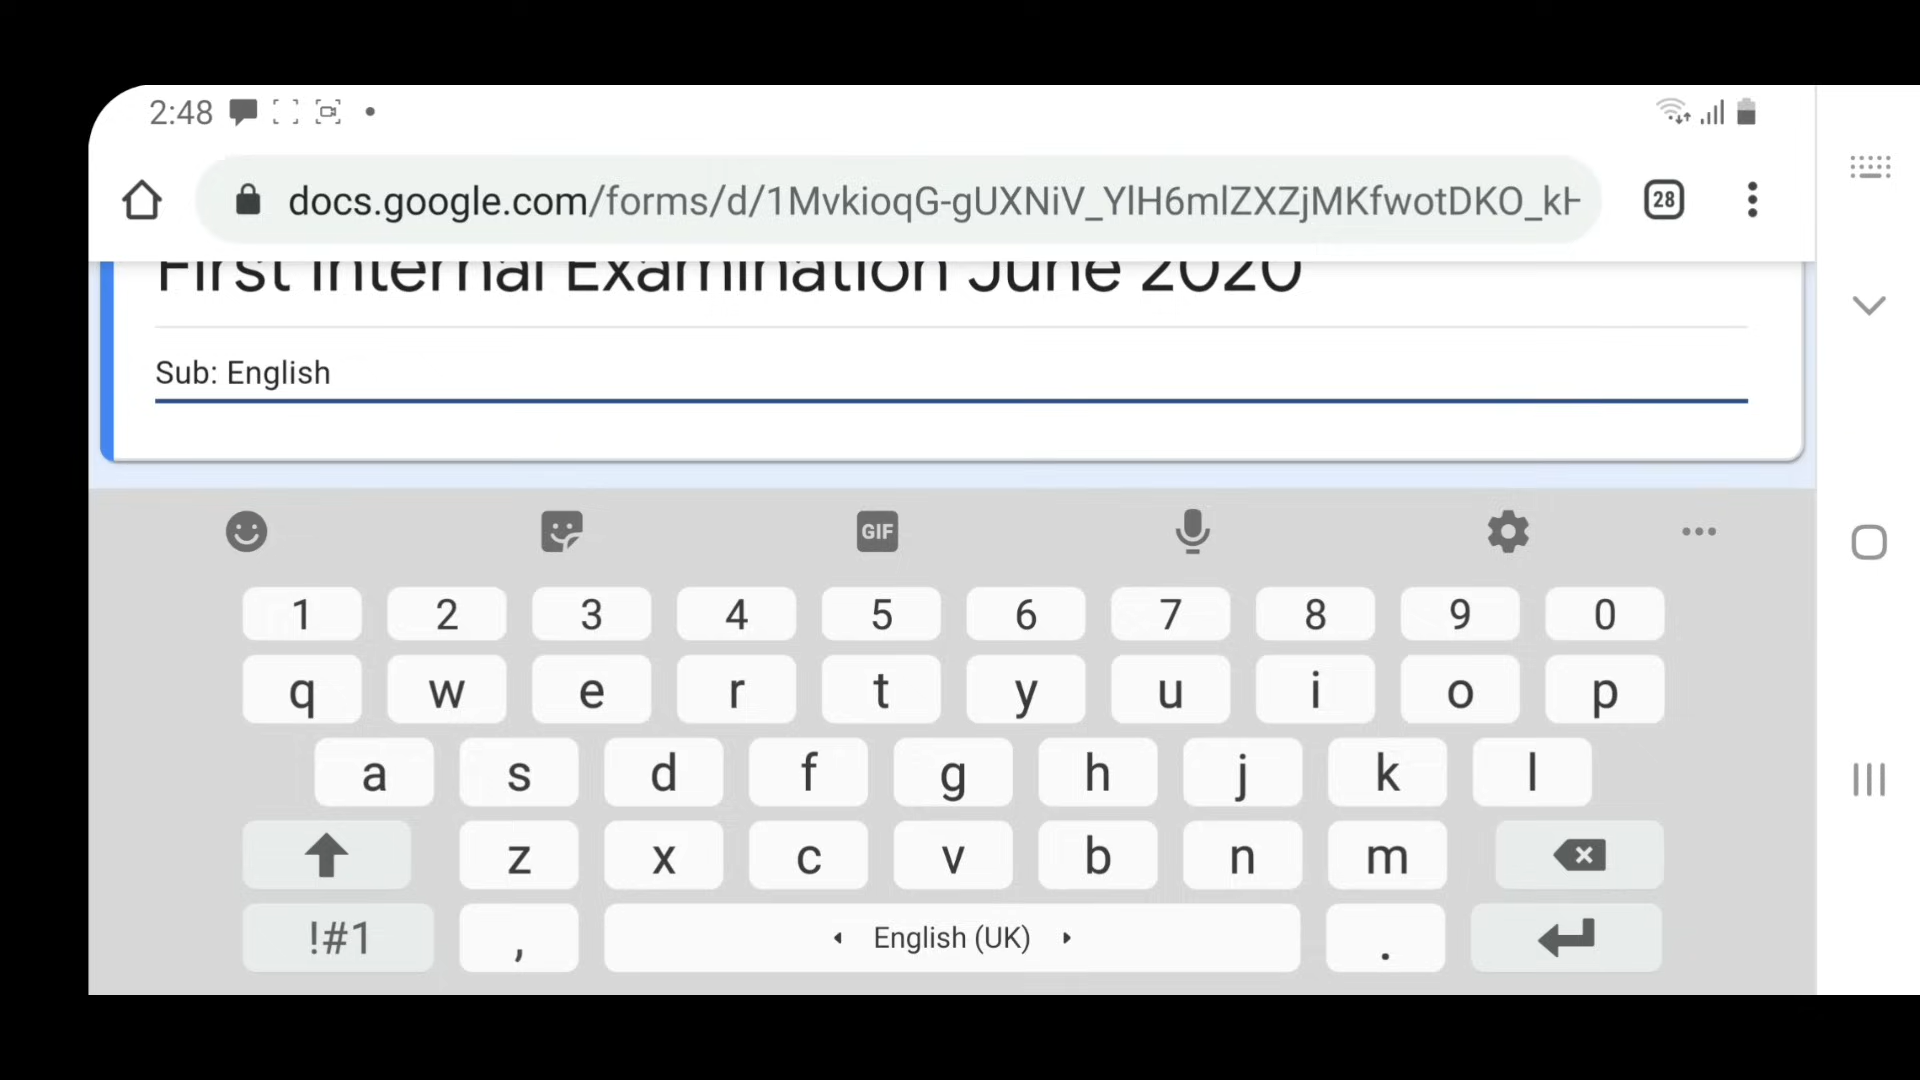 2:48
docs.google.com/forms/d/1MvkioqG-gUXNiV_YlH6mlZXZjMKfwotDKO_kH
28
First Internal Examination June 2020
Sub: English
GIF
1 2 3 4 5 6 7 8 9 0
q w e r t y u i o p
a s d f g h j k l
z x c v b n m
!#1 , English (UK) .